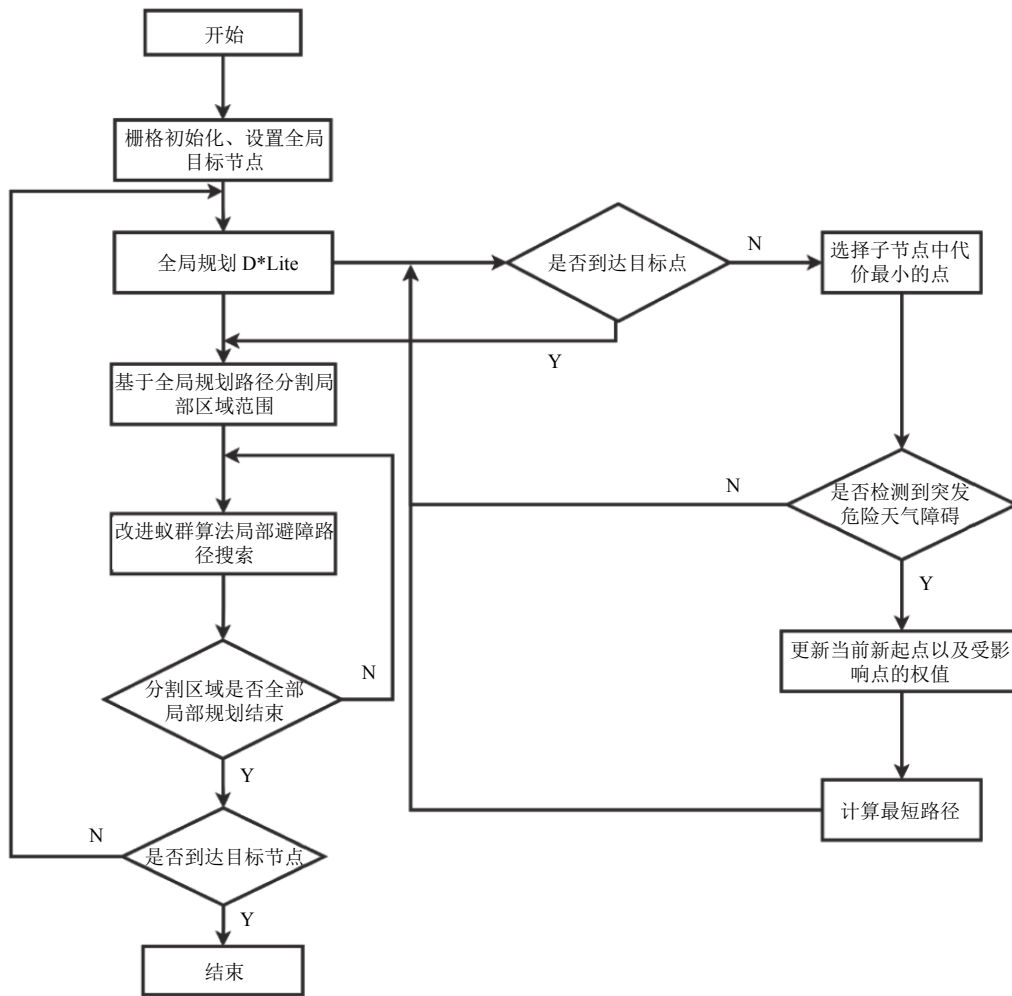 开始
栅格初始化、设置全局
目标节点
全局规划 D*Lite
是否到达目标点
N
选择子节点中代
价最小的点
Y
基于全局规划路径分割局
部区域范围
改进蚁群算法局部避障路
径搜索
N
是否检测到突发
危险天气障碍
Y
更新当前新起点以及受影
响点的权值
分割区域是否全部
局部规划结束
N
Y
计算最短路径
N
是否到达目标节点
Y
结束